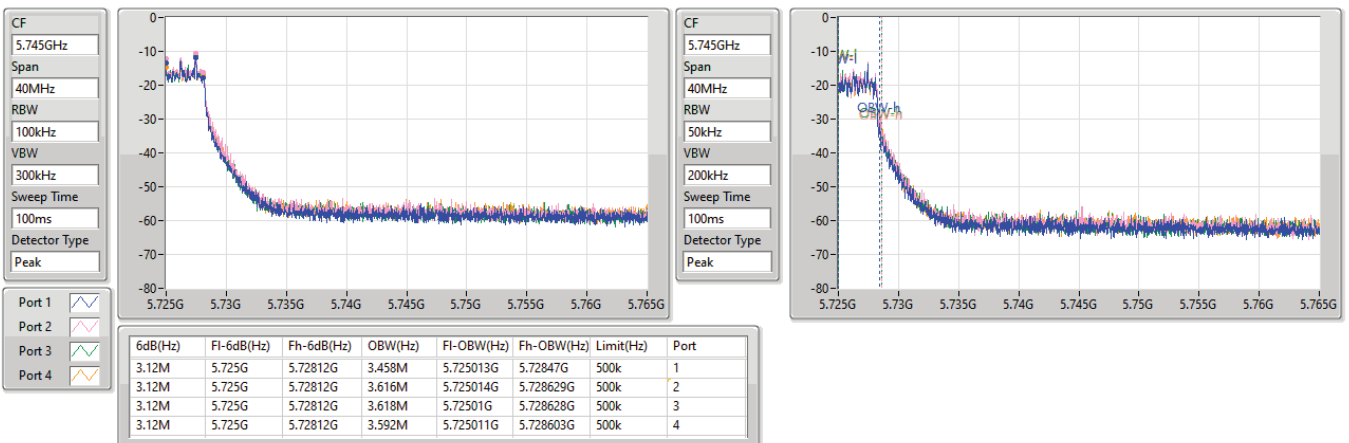 CF
5.745GHz
Span
40MHz
RBW
100kHz
VBW
300kHz
Sweep Time
100ms
Detector Type
Peak
0-
-10-
-20-
-30-
-40-
-50-
-60-
-70-
-80-
5.725G 5.73G 5.735G 5.74G 5.745G 5.75G 5.755G 5.76G 5.765G
CF
5.745GHz
Span
40MHz
RBW
50kHz
VBW
200kHz
Sweep Time
100ms
Detector Type
Peak
0-
-10-
-20-
-30-
-40-
-50-
-60-
-70-
-80-
OBW-h
5.725G 5.73G 5.735G 5.74G 5.745G 5.75G 5.755G 5.76G 5.765G
Port 1
Port 2
Port 3
Port 4
6dB(Hz) Fl-6dB(Hz) Fh-6dB(Hz) OBW(Hz) Fl-OBW(Hz) Fh-OBW(Hz) Limit(Hz) Port
3.12M 5.725G 5.72812G 3.458M 5.725013G 5.72847G 500k 1
3.12M 5.725G 5.72812G 3.616M 5.725014G 5.728629G 500k 2
3.12M 5.725G 5.72812G 3.618M 5.72501G 5.728628G 500k 3
3.12M 5.725G 5.72812G 3.592M 5.725011G 5.728603G 500k 4